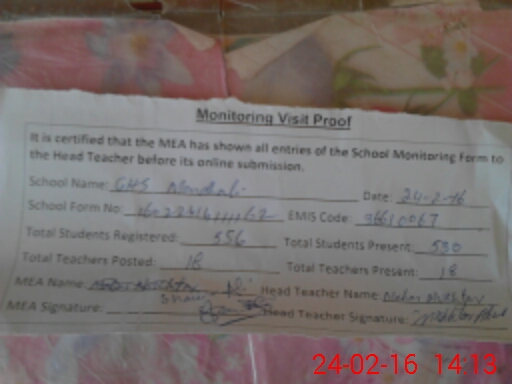 Monitoring Visit Proof
It is certified that the MEA has shown all entries of the School Monitoring Form to
the Head Teacher before its online submission.
School Name: GHS Date: 24-2-16
School Form No: EMIS Code:
Total Students Registered: 556 Total Students Present: 530
Total Teachers Posted: 18 Total Teachers Present: 18
MEA Name: Head Teacher Name:
MEA Signature: Head Teacher Signature:
24-02-16 14:13